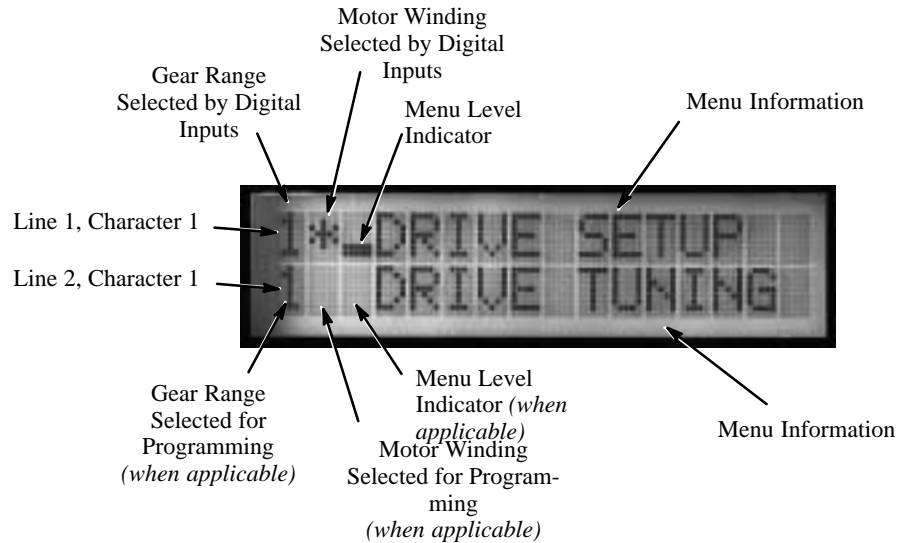 Motor Winding
Selected by Digital
Inputs
Gear Range
Selected by Digital
Inputs
Menu Level
Indicator
Menu Information
Line 1, Character 1
1*_DRIVE SETUP
Line 2, Character 1
1 DRIVE TUNING
Gear Range
Selected for
Programming
(when applicable)
Menu Level
Indicator (when
applicable)
Motor Winding
Selected for Program-
ming
(when applicable)
Menu Information